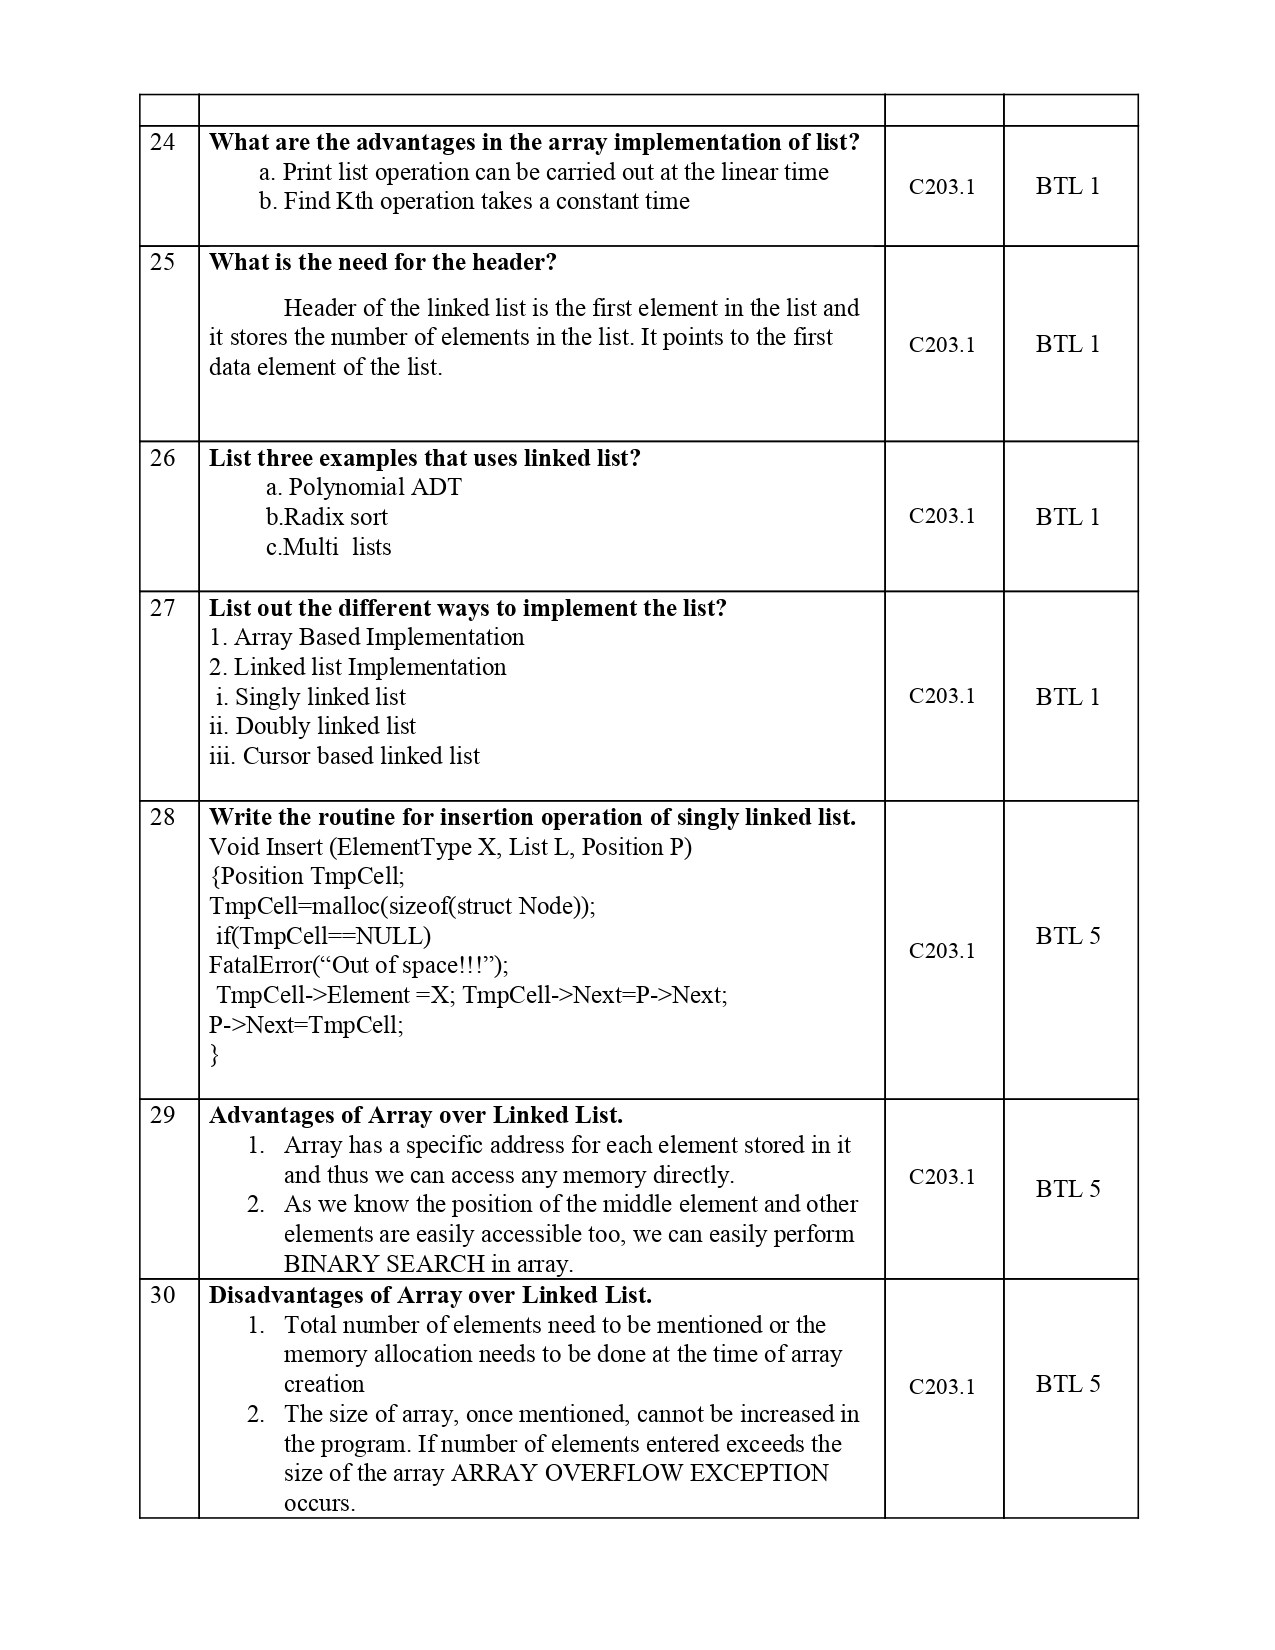 24 What are the advantages in the array implementation of list?
a. Print list operation can be carried out at the linear time
b. Find Kth operation takes a constant time
C203.1 BTL 1
25 What is the need for the header?
Header of the linked list is the first element in the list and
it stores the number of elements in the list. It points to the first
data element of the list.
C203.1 BTL 1
26 List three examples that uses linked list?
a. Polynomial ADT
b.Radix sort
c.Multi lists
C203.1 BTL 1
27 List out the different ways to implement the list?
1. Array Based Implementation
2. Linked list Implementation
i. Singly linked list
ii. Doubly linked list
iii. Cursor based linked list
C203.1 BTL 1
28 Write the routine for insertion operation of singly linked list.
Void Insert (ElementType X, List L, Position P)
{Position TmpCell;
TmpCell=malloc(sizeof(struct Node));
if(TmpCell==NULL)
FatalError(“Out of space!!!”);
TmpCell->Element =X; TmpCell->Next=P->Next;
P->Next=TmpCell;
}
C203.1 BTL 5
29 Advantages of Array over Linked List.
1. Array has a specific address for each element stored in it
and thus we can access any memory directly.
2. As we know the position of the middle element and other
elements are easily accessible too, we can easily perform
BINARY SEARCH in array.
C203.1 BTL 5
30 Disadvantages of Array over Linked List.
1. Total number of elements need to be mentioned or the
memory allocation needs to be done at the time of array
creation
2. The size of array, once mentioned, cannot be increased in
the program. If number of elements entered exceeds the
size of the array ARRAY OVERFLOW EXCEPTION
occurs.
C203.1 BTL 5